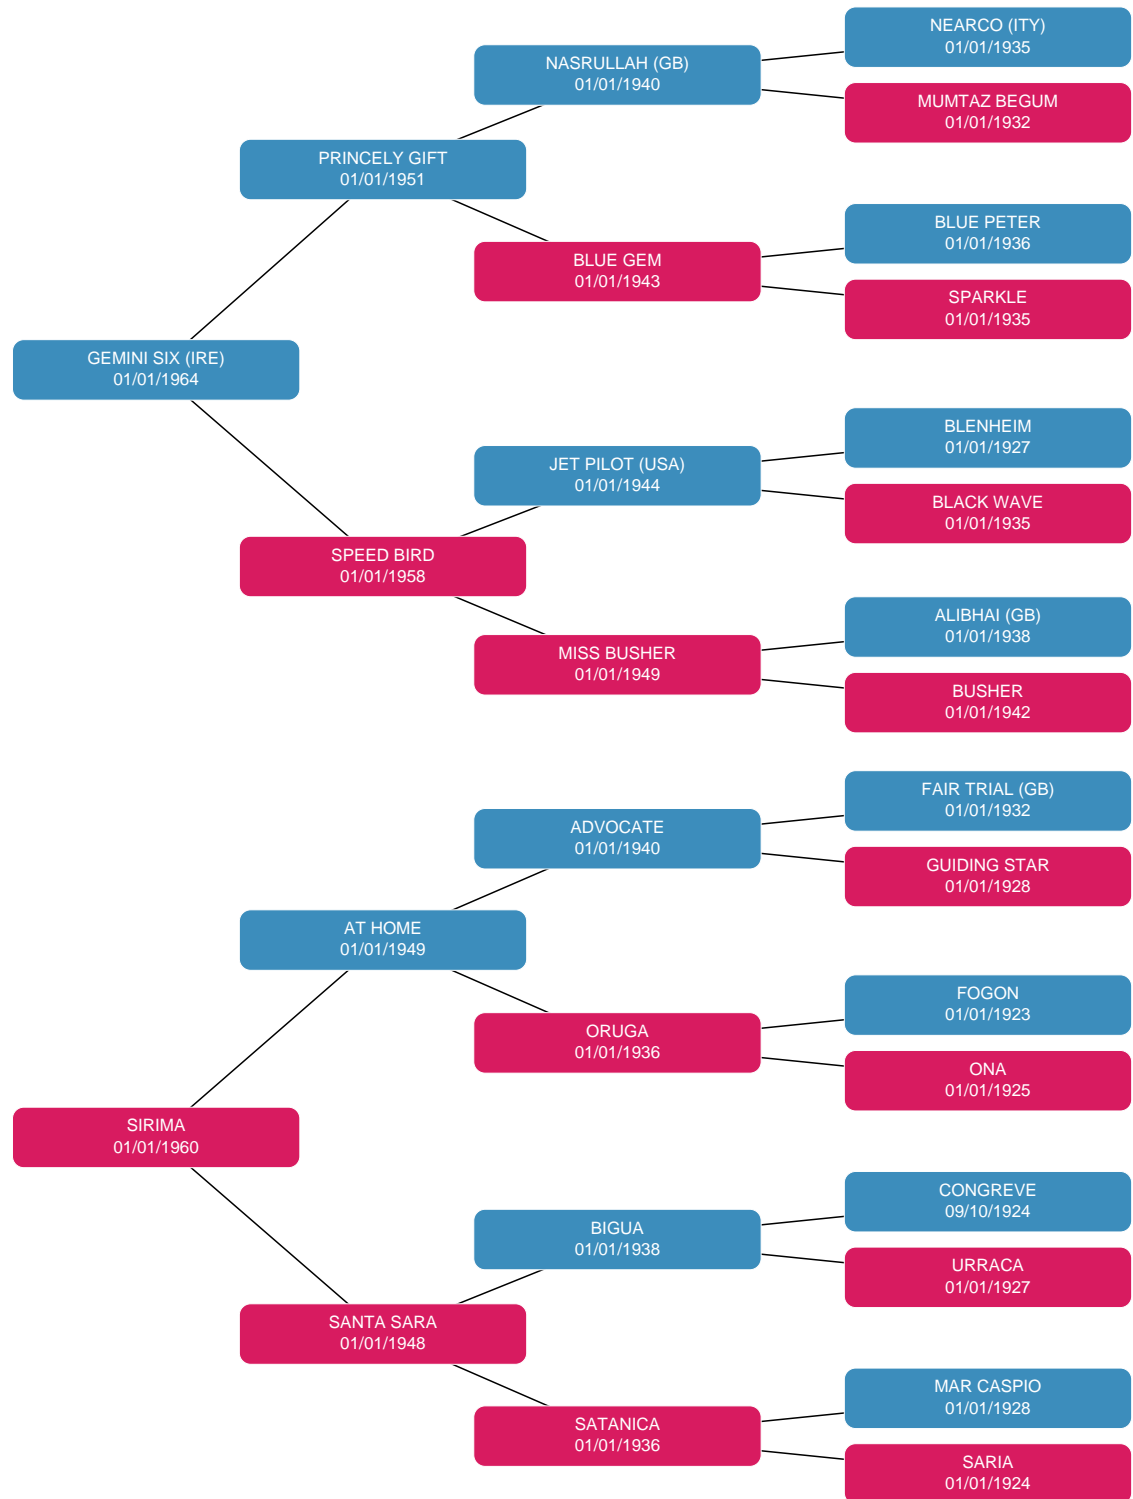 NEARCO (ITY)
01/01/1935
NASRULLAH (GB)
01/01/1940
MUMTAZ BEGUM
01/01/1932
PRINCELY GIFT
01/01/1951
BLUE PETER
01/01/1936
BLUE GEM
01/01/1943
SPARKLE
01/01/1935
GEMINI SIX (IRE)
01/01/1964
BLENHEIM
01/01/1927
JET PILOT (USA)
01/01/1944
BLACK WAVE
01/01/1935
SPEED BIRD
01/01/1958
ALIBHAI (GB)
01/01/1938
MISS BUSHER
01/01/1949
BUSHER
01/01/1942
FAIR TRIAL (GB)
01/01/1932
ADVOCATE
01/01/1940
GUIDING STAR
01/01/1928
AT HOME
01/01/1949
FOGON
01/01/1923
ORUGA
01/01/1936
ONA
01/01/1925
SIRIMA
01/01/1960
CONGREVE
09/10/1924
BIGUA
01/01/1938
URRACA
01/01/1927
SANTA SARA
01/01/1948
MAR CASPIO
01/01/1928
SATANICA
01/01/1936
SARIA
01/01/1924